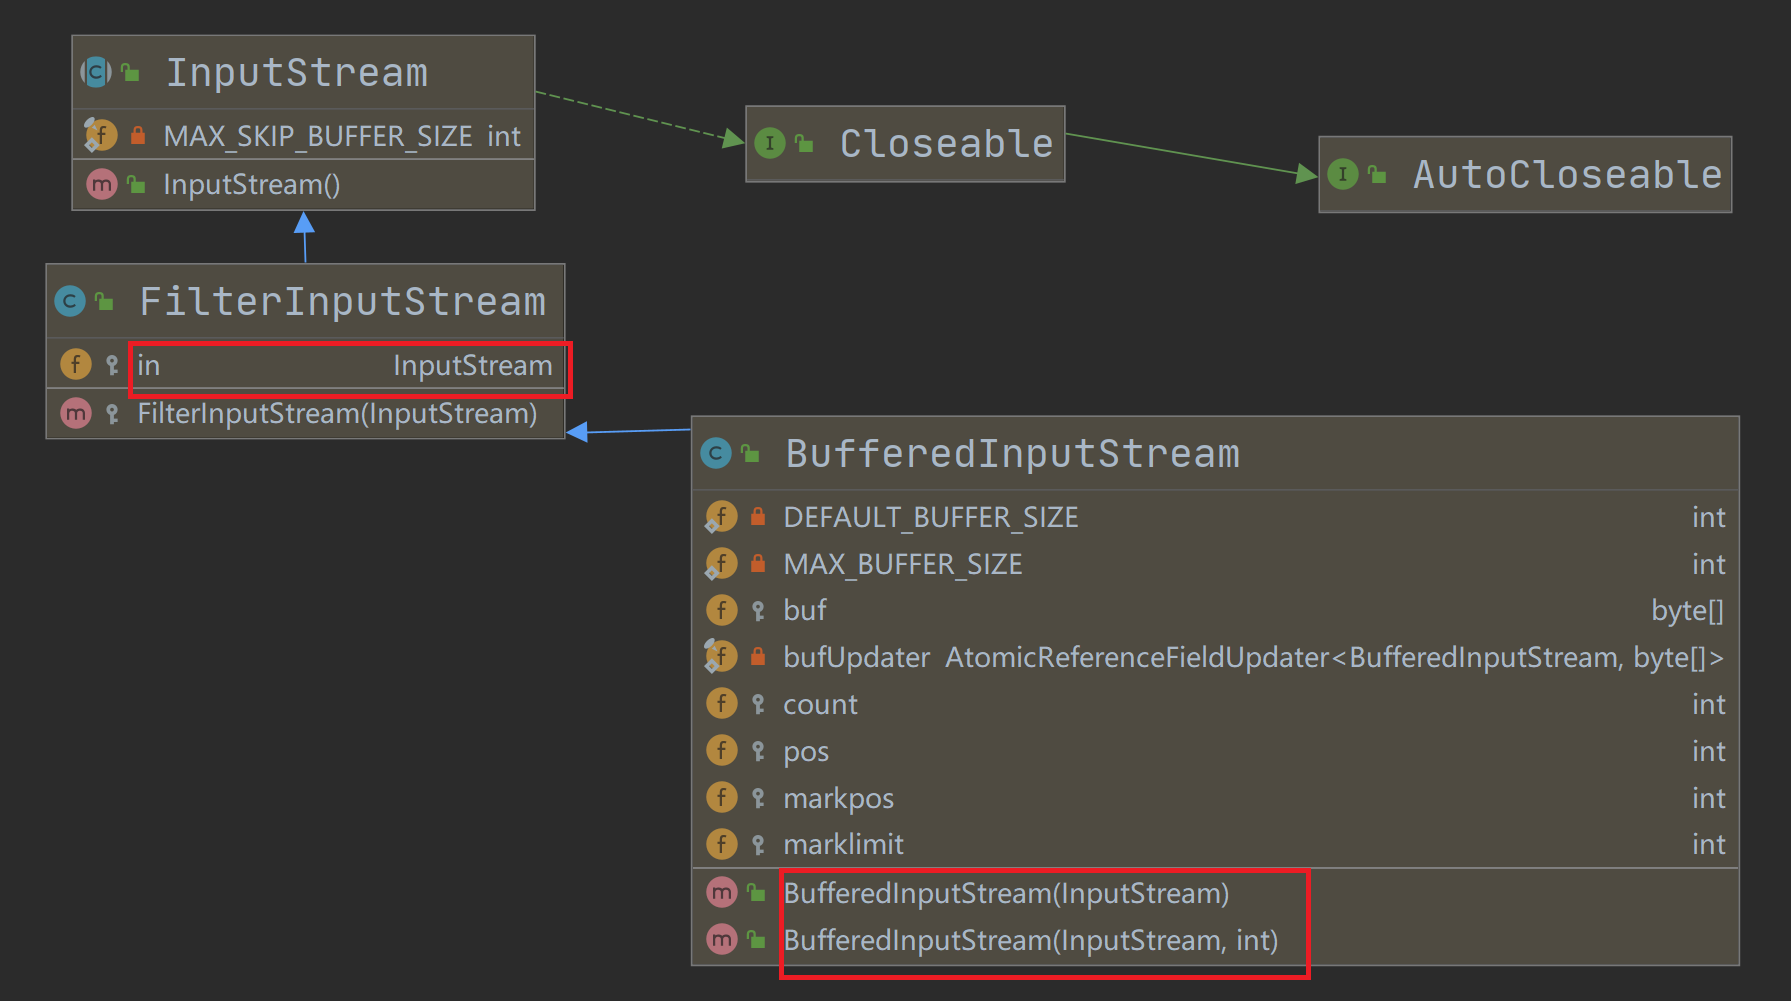 InputStream
MAX_SKIP_BUFFER_SIZE int
InputStream()
Closeable
AutoCloseable
FilterInputStream
in InputStream
FilterInputStream(InputStream)
BufferedInputStream
DEFAULT_BUFFER_SIZE int
MAX_BUFFER_SIZE int
buf byte[]
bufUpdater AtomicReferenceFieldUpdater<BufferedInputStream, byte[]>
count int
pos int
markpos int
marklimit int
BufferedInputStream(InputStream)
BufferedInputStream(InputStream, int)